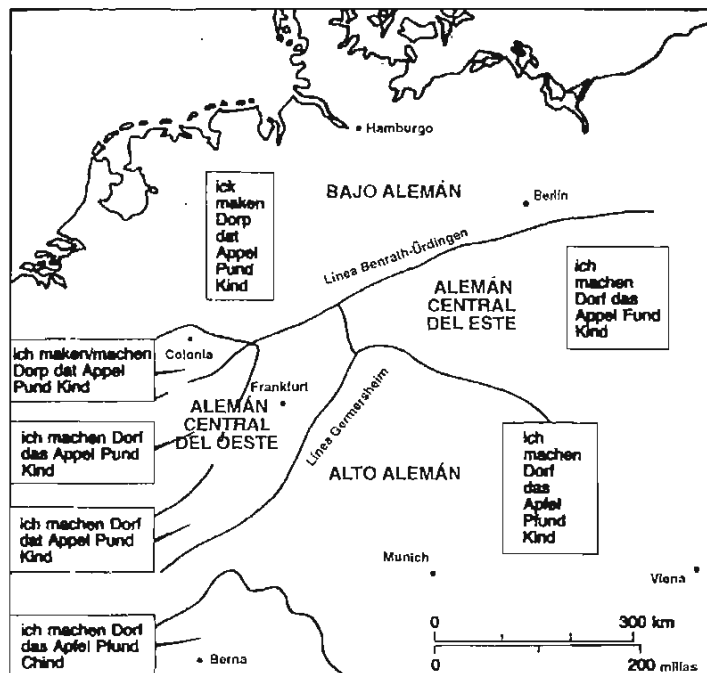 Hamburgo
BAJO ALEMÁN
Berlín
ick
maken
Dorp
dat
Appel
Pund
Kind
Línea Benrath-Ürdingen
ALEMÁN
CENTRAL
DEL ESTE
ich
machen
Dorf das
Appel Fund
Kind
ich maken/machen
Dorp dat Appel
Pund Kind
Colonia
Frankfurt
ALEMÁN
CENTRAL
DEL OESTE
Línea Germersheim
ich machen Dorf
das Appel Pund
Kind
ALTO ALEMÁN
ich
machen
Dorf
das
Apfel
Pfund
Kind
ich machen Dorf
dat Appel Pund
Kind
Munich
Viena
ich machen Dorf
das Apfel Pfund
Chind
Berna
0 300 km
0 200 millas